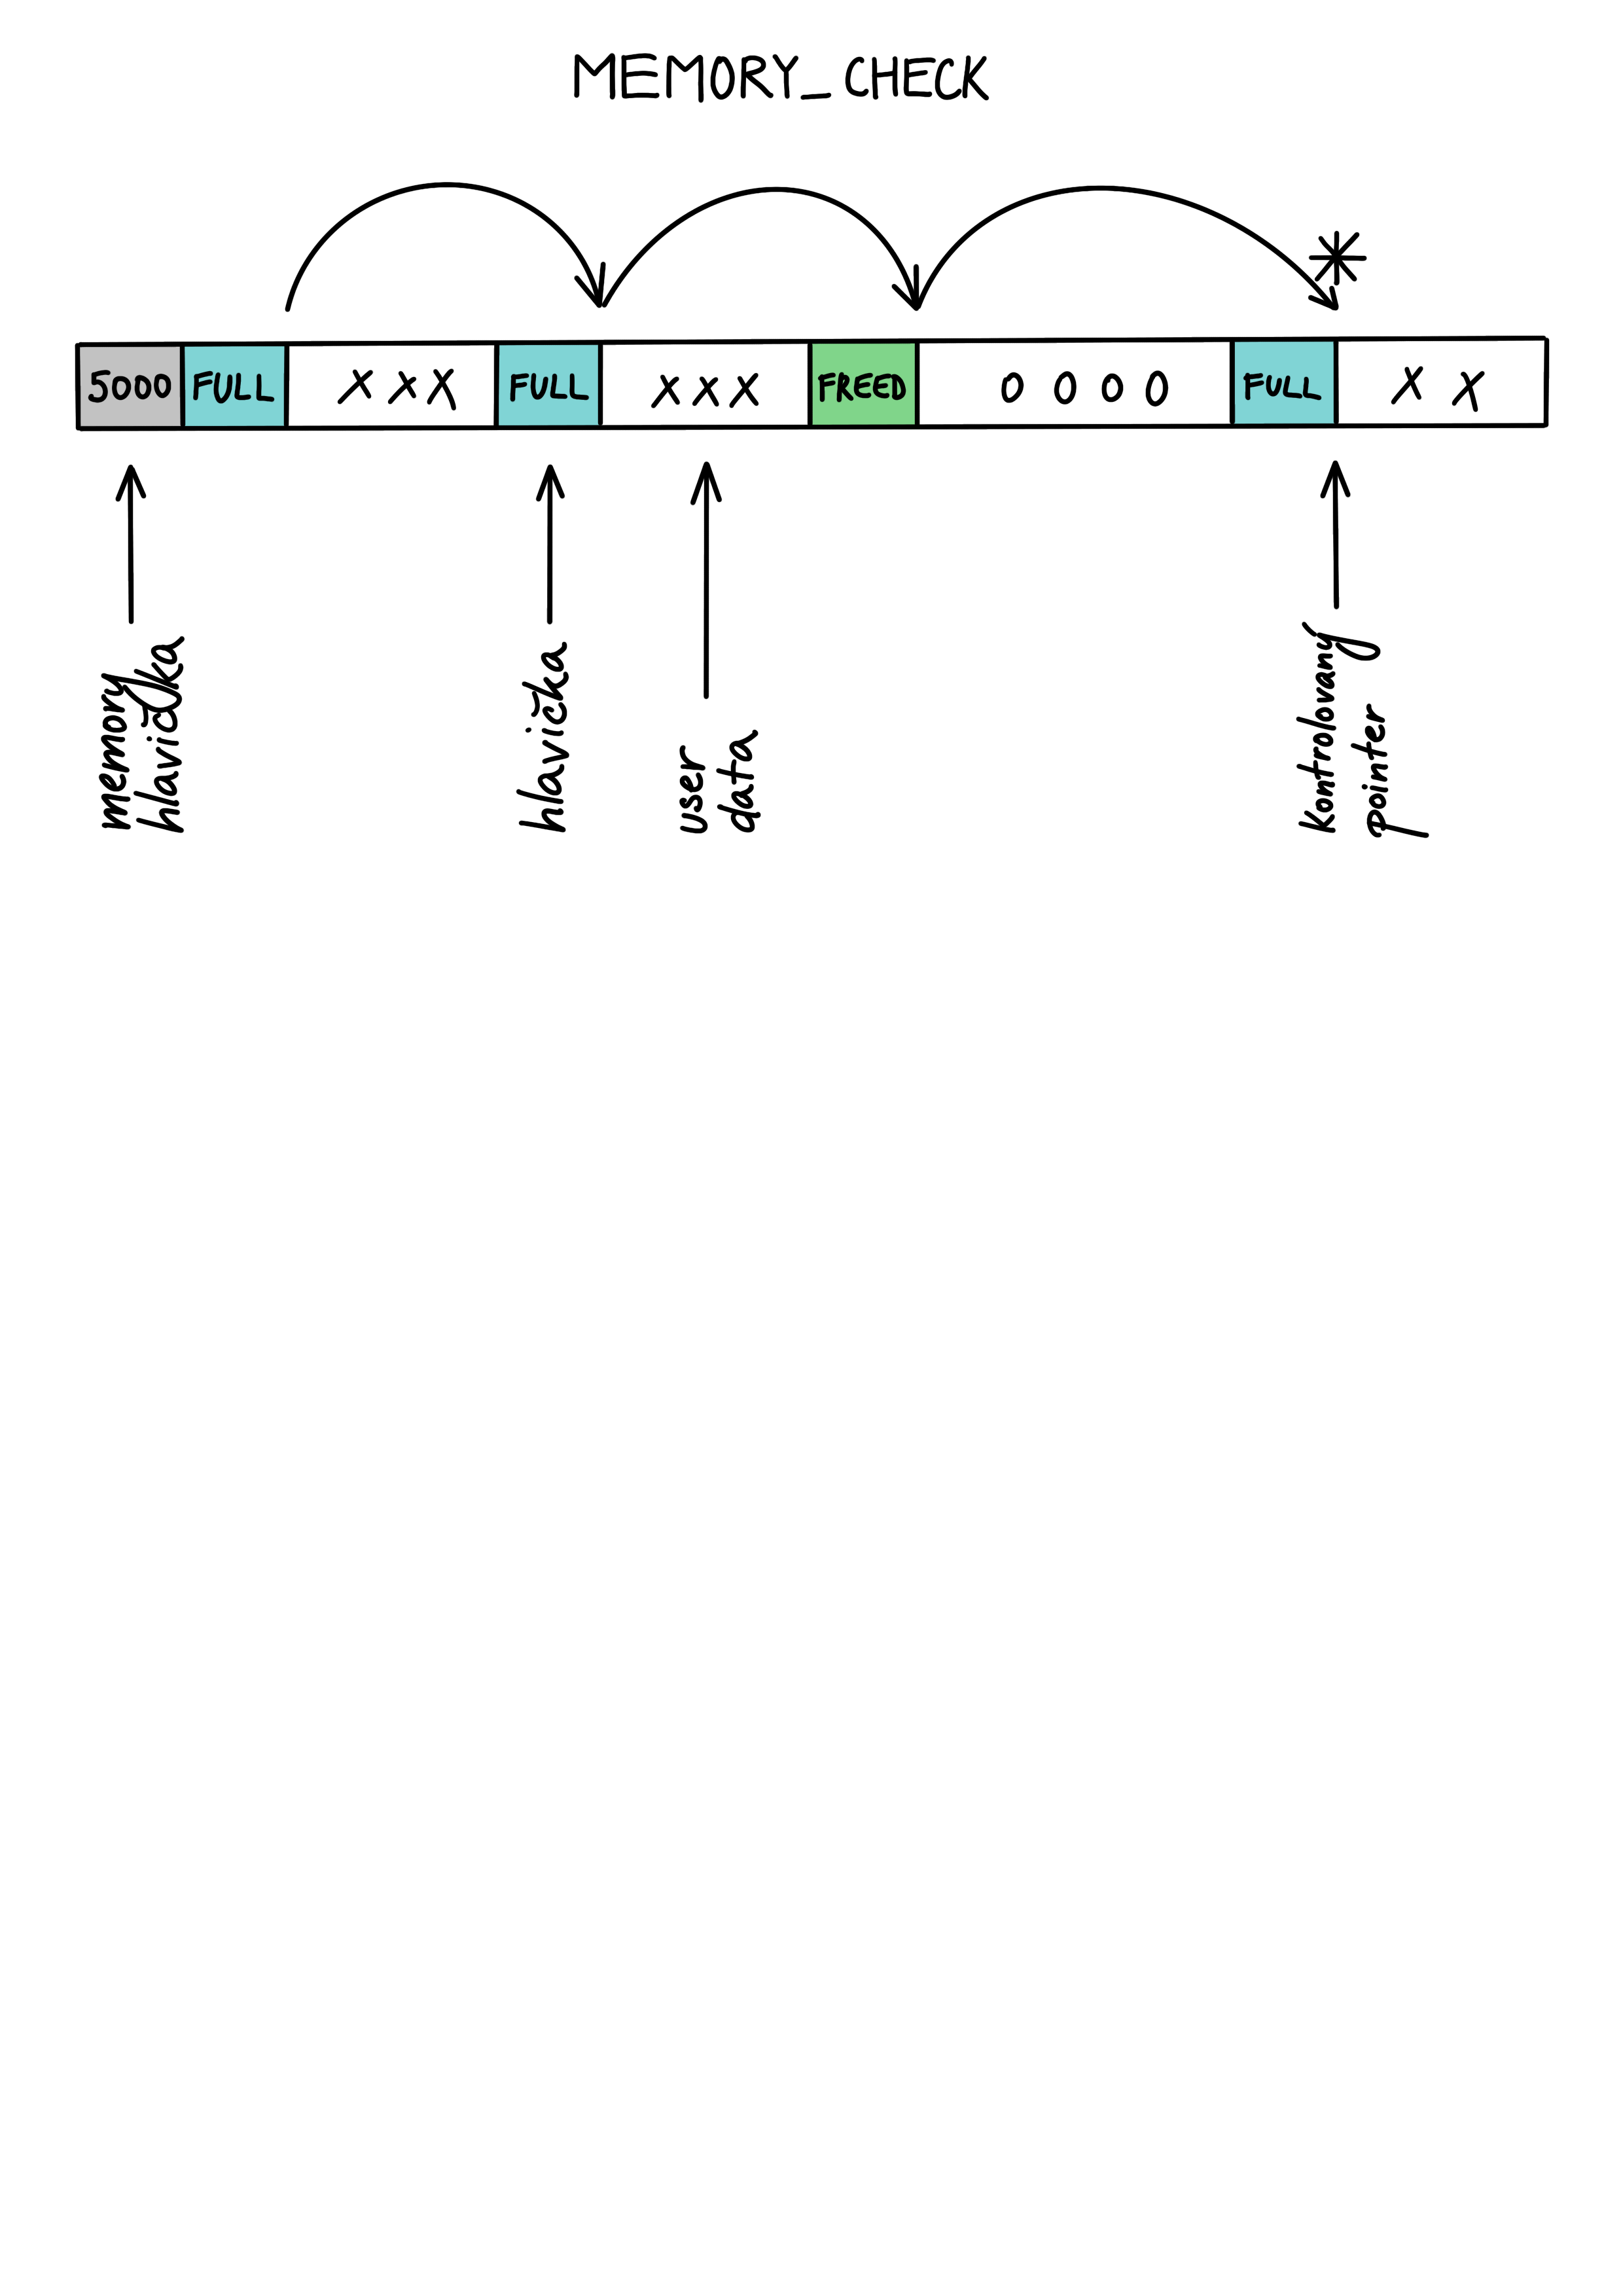 MEMORY_CHECK
5000 FULL X X X FULL X X X FREED 0 0 0 0 FULL X X
memory
hlavička
hlavička
user
data
kontrolovaný
pointer